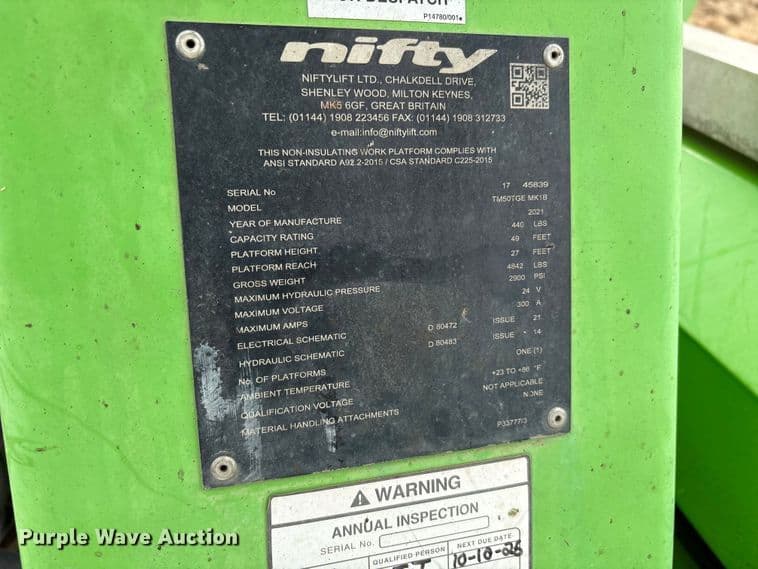 P14780/001
nifty
NIFTYLIFT LTD., CHALKDELL DRIVE,
SHENLEY WOOD, MILTON KEYNES,
MK5 6GF, GREAT BRITAIN
TEL: (01144) 1908 223456 FAX: (01144) 1908 312733
e-mail:info@niftylift.com
THIS NON-INSULATING WORK PLATFORM COMPLIES WITH
ANSI STANDARD A92.2-2015 / CSA STANDARD C225-2015
SERIAL No 17 45839
MODEL TM50TGE MK1B
YEAR OF MANUFACTURE 2021
CAPACITY RATING 440 LBS
PLATFORM HEIGHT 49 FEET
PLATFORM REACH 27 FEET
GROSS WEIGHT 4842 LBS
MAXIMUM HYDRAULIC PRESSURE 2900 PSI
MAXIMUM VOLTAGE 24 V
MAXIMUM AMPS 300 A
ELECTRICAL SCHEMATIC D 80472 ISSUE 21
HYDRAULIC SCHEMATIC D 80483 ISSUE 14
No. OF PLATFORMS ONE (1)
AMBIENT TEMPERATURE +23 TO +86 °F
QUALIFICATION VOLTAGE NOT APPLICABLE
MATERIAL HANDLING ATTACHMENTS NONE
P33777/3
WARNING
ANNUAL INSPECTION
SERIAL No.
QUALIFIED PERSON NEXT DUE DATE
10-10-26
Purple Wave Auction